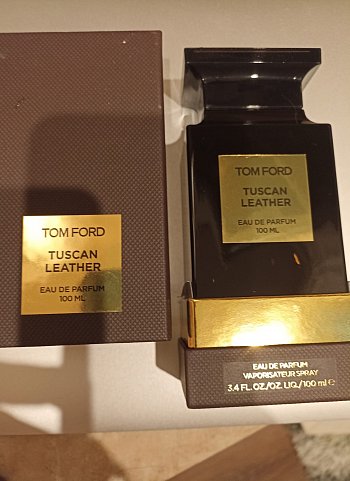 TOM FORD
TUSCAN
LEATHER
EAU DE PARFUM
100 ML
TOM FORD
TUSCAN
LEATHER
EAU DE PARFUM
100 ML
EAU DE PARFUM
VAPORISATEUR SPRAY
3.4 FL.OZ./OZ. LIQ./100 ml ℮